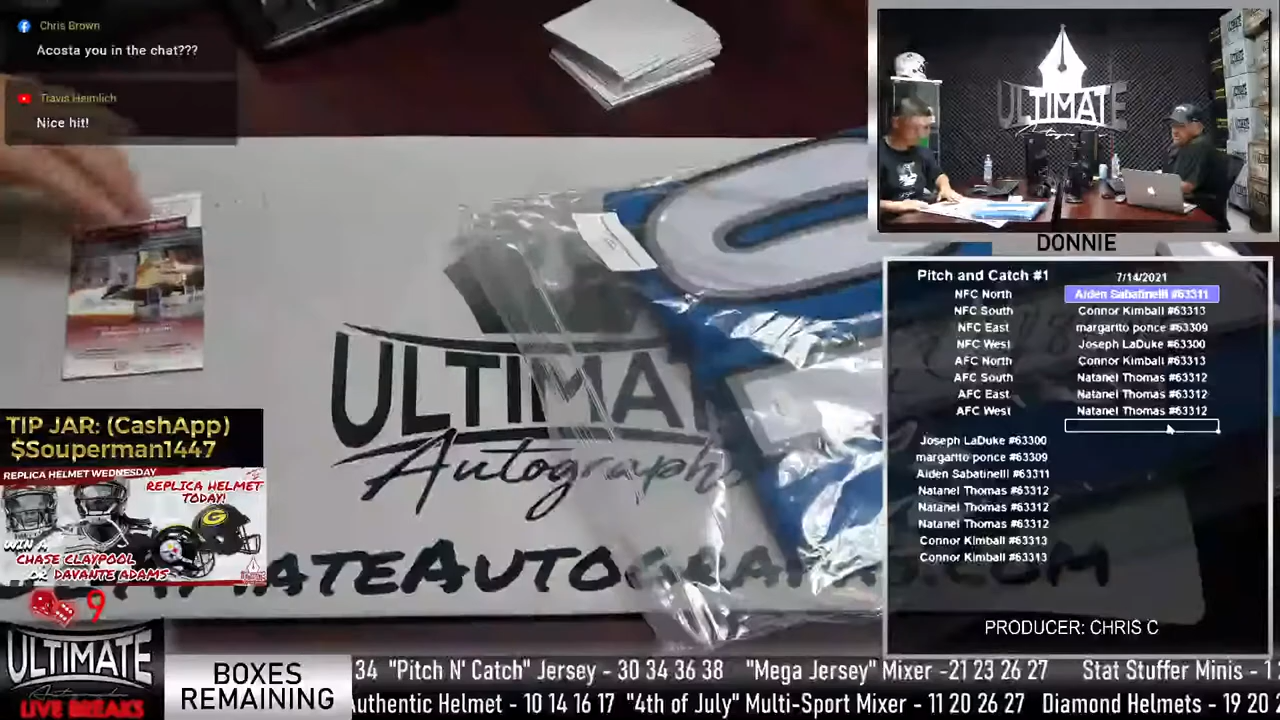 Chris Brown
Acosta you in the chat???
Travis Heimlich
Nice hit!
ULTIMATE
DONNIE
Pitch and Catch #1 7/14/2021
NFC North Aiden Sabatinelli #63311
NFC South Connor Kimball #63313
NFC East margarito ponce #63309
NFC West Joseph LaDuke #63300
AFC North Connor Kimball #63313
AFC South Natanel Thomas #63312
AFC East Natanel Thomas #63312
AFC West Natanel Thomas #63312
Joseph LaDuke #63300
margarito ponce #63309
Aiden Sabatinelli #63311
Natanel Thomas #63312
Natanel Thomas #63312
Natanel Thomas #63312
Connor Kimball #63313
Connor Kimball #63313
PRODUCER: CHRIS C
ULTIMA
Autographs
ATEAUTOGRA .COM
TIP JAR: (CashApp)
$Souperman1447
REPLICA HELMET WEDNESDAY
REPLICA HELMET
TODAY!
WIN A
CHASE CLAYPOOL
OR DAVANTE ADAMS
9
ULTIMATE
LIVE BREAKS
BOXES
REMAINING
34 "Pitch N' Catch" Jersey - 30 34 36 38 "Mega Jersey" Mixer -21 23 26 27 Stat Stuffer Minis - 1
Authentic Helmet - 10 14 16 17 "4th of July" Multi-Sport Mixer - 11 20 26 27 Diamond Helmets - 19 20